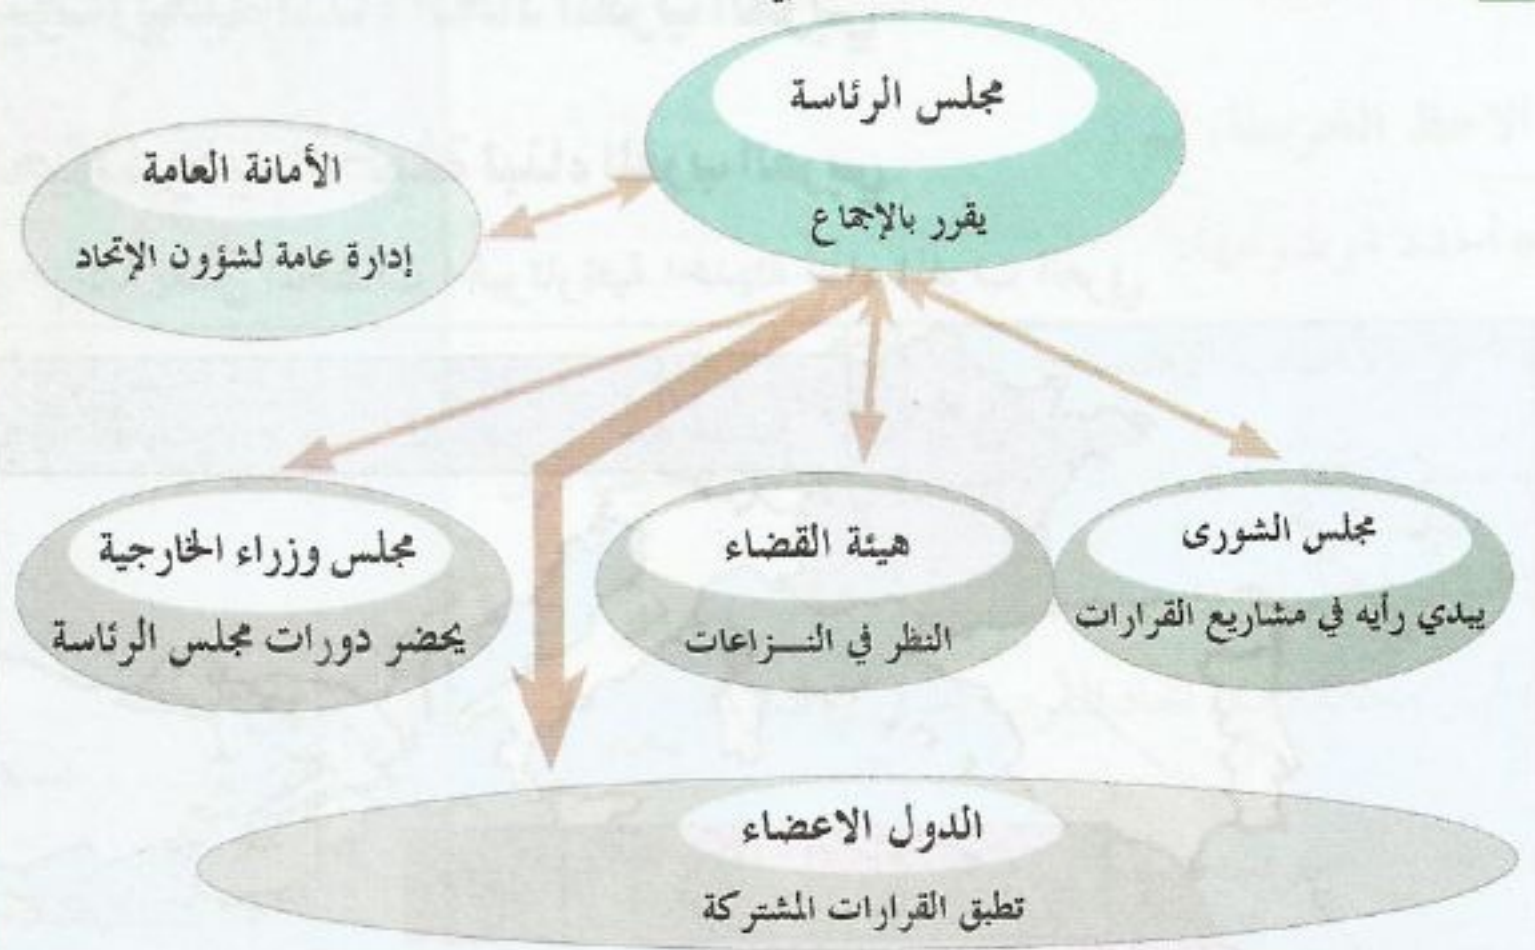 مجلس الرئاسة
يقرر بالإجماع
الأمانة العامة
إدارة عامة لشؤون الإتحاد
مجلس الشورى
يبدي رأيه في مشاريع القرارات
هيئة القضاء
النظر في النـــزاعات
مجلس وزراء الخارجية
يحضر دورات مجلس الرئاسة
الدول الاعضاء
تطبق القرارات المشتركة